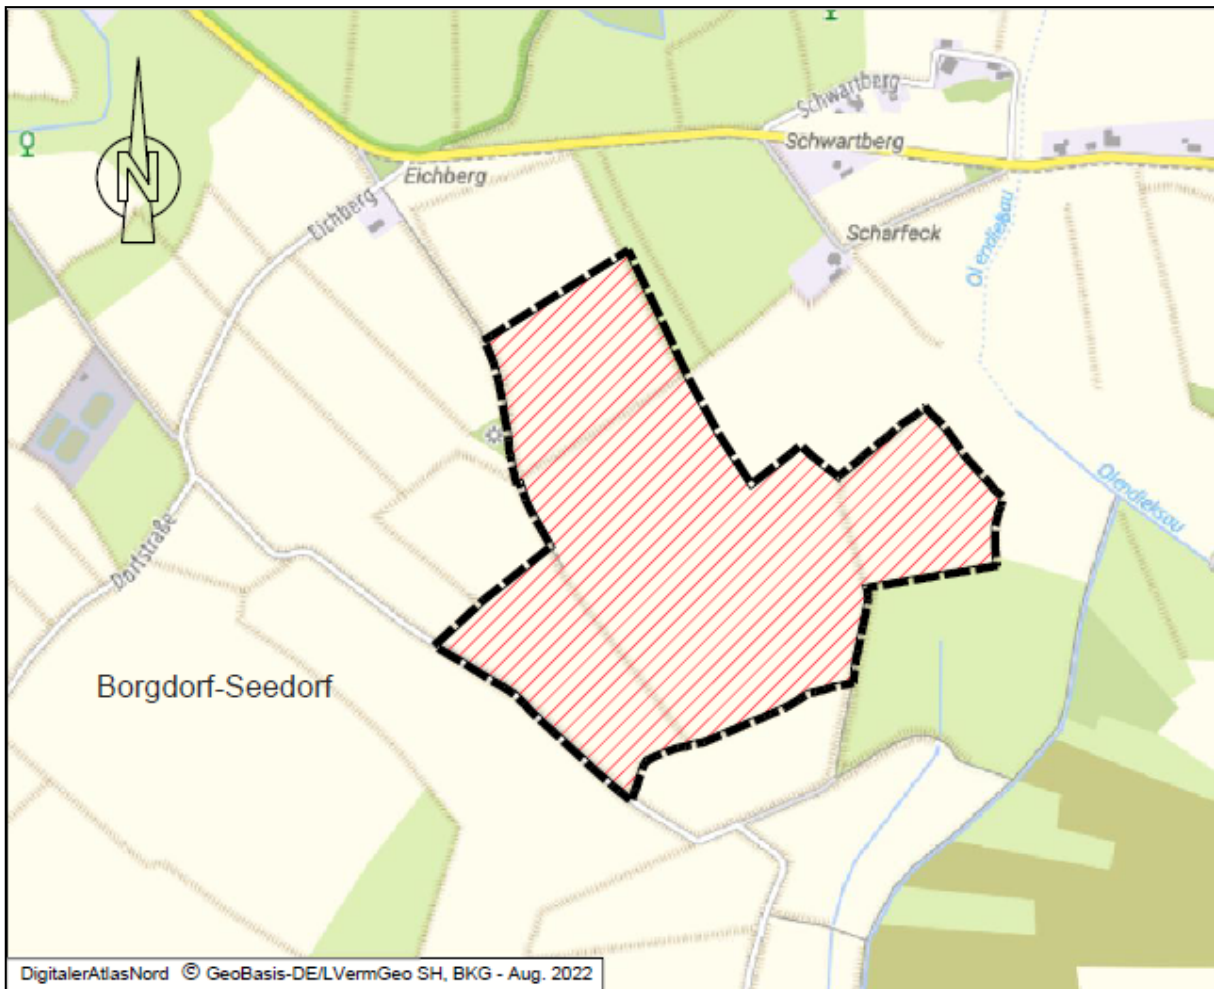 Schwartberg
Schwartberg
Eichberg
Eichberg
Scharfeck
Olendieksau
N
Olendieksau
Dorfstraße
Borgdorf-Seedorf
DigitalerAtlasNord © GeoBasis-DE/LVermGeo SH, BKG - Aug. 2022